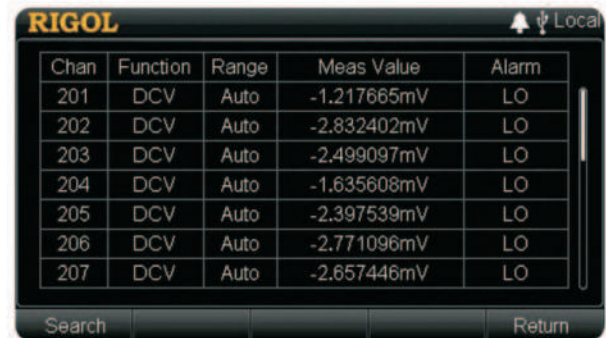 RIGOL Local
Chan Function Range Meas Value Alarm
201 DCV Auto -1.217665mV LO
202 DCV Auto -2.832402mV LO
203 DCV Auto -2.499097mV LO
204 DCV Auto -1.635608mV LO
205 DCV Auto -2.397539mV LO
206 DCV Auto -2.771096mV LO
207 DCV Auto -2.657446mV LO
Search Return